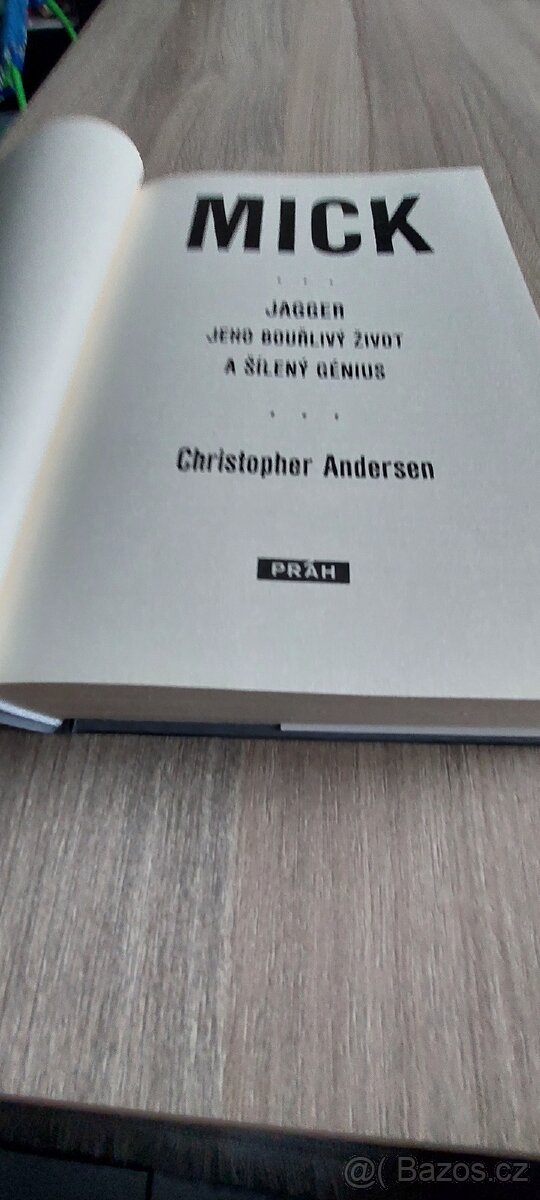 MICK
JAGGER
JEHO BOUŘLIVÝ ŽIVOT
A ŠÍLENÝ GÉNIUS
Christopher Andersen
PRÁH
@( Bazos.cz